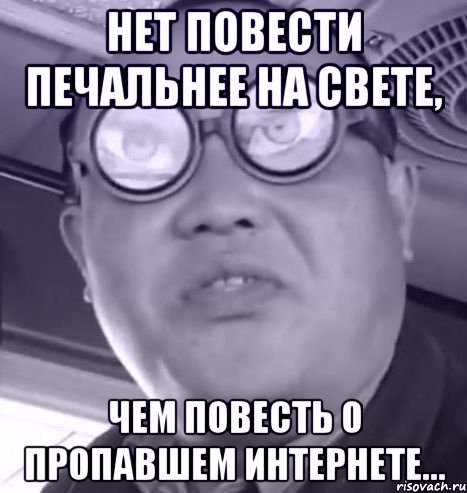 НЕТ ПОВЕСТИ
ПЕЧАЛЬНЕЕ НА СВЕТЕ,
ЧЕМ ПОВЕСТЬ О
ПРОПАВШЕМ ИНТЕРНЕТЕ...
risovach.ru